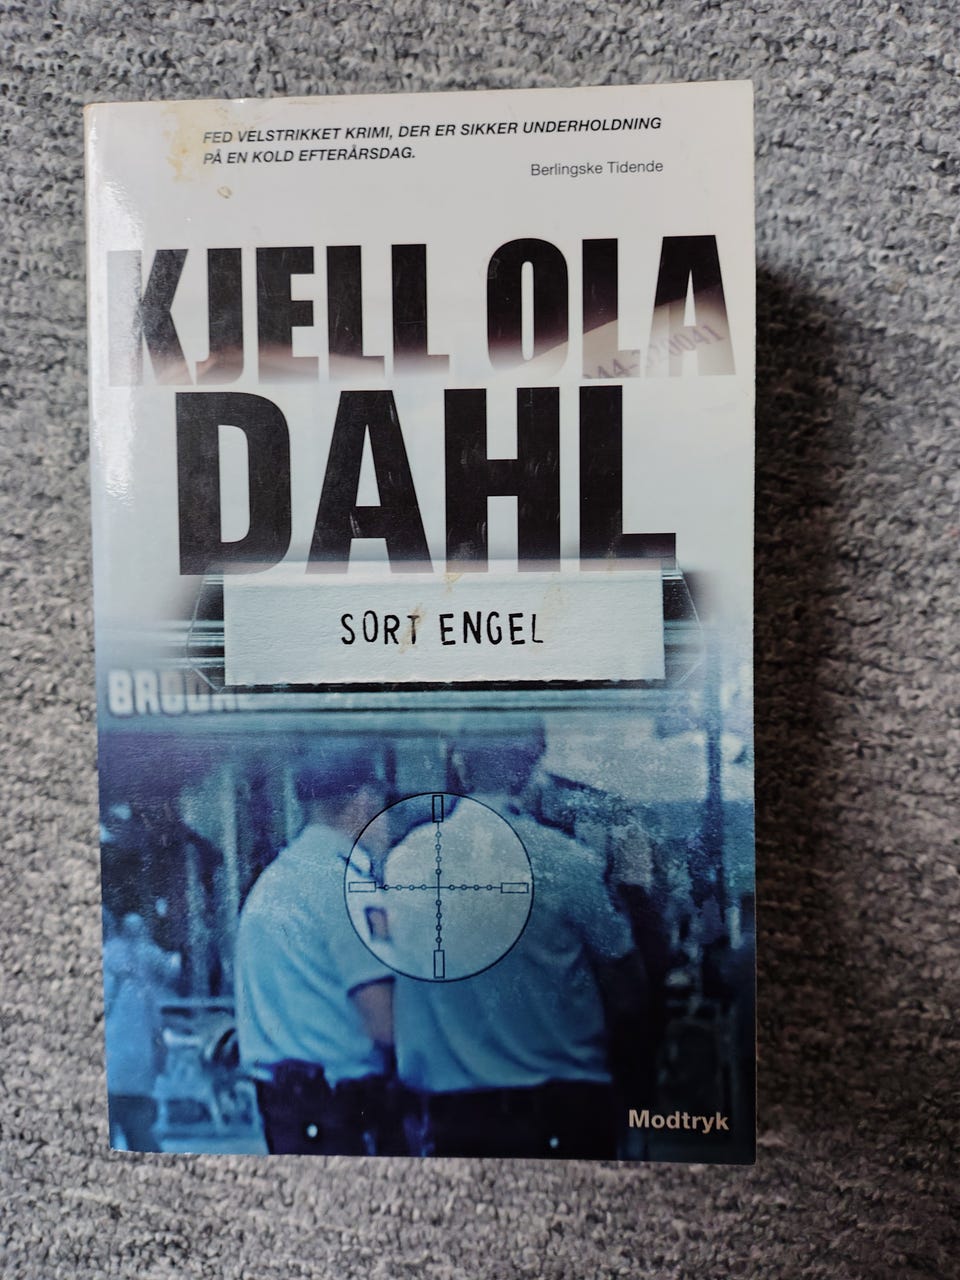 FED VELSTRIKKET KRIMI, DER ER SIKKER UNDERHOLDNING
PÅ EN KOLD EFTERÅRSDAG.
Berlingske Tidende
KJELL OLA
DAHL
SORT ENGEL
Modtryk